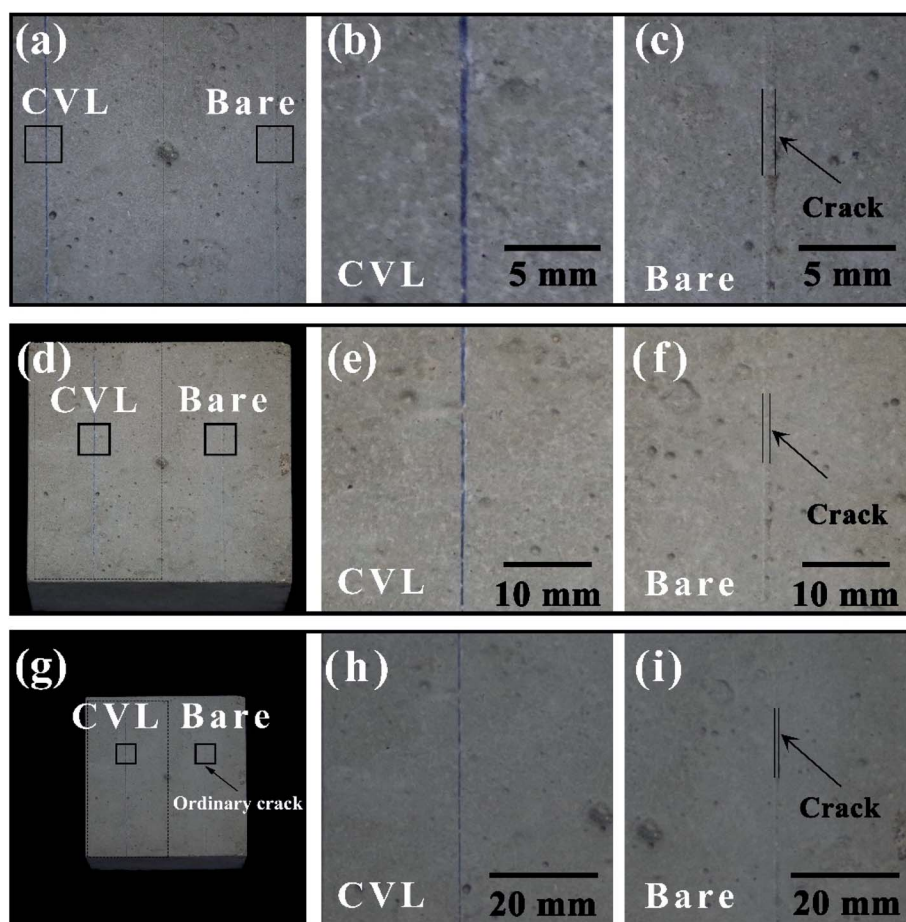 (a)
CVL Bare
(b)
CVL
5 mm
(c)
Crack
Bare
5 mm
(d)
CVL Bare
(e)
CVL
10 mm
(f)
Crack
Bare
10 mm
(g)
CVL Bare
Ordinary crack
(h)
CVL
20 mm
(i)
Crack
Bare
20 mm